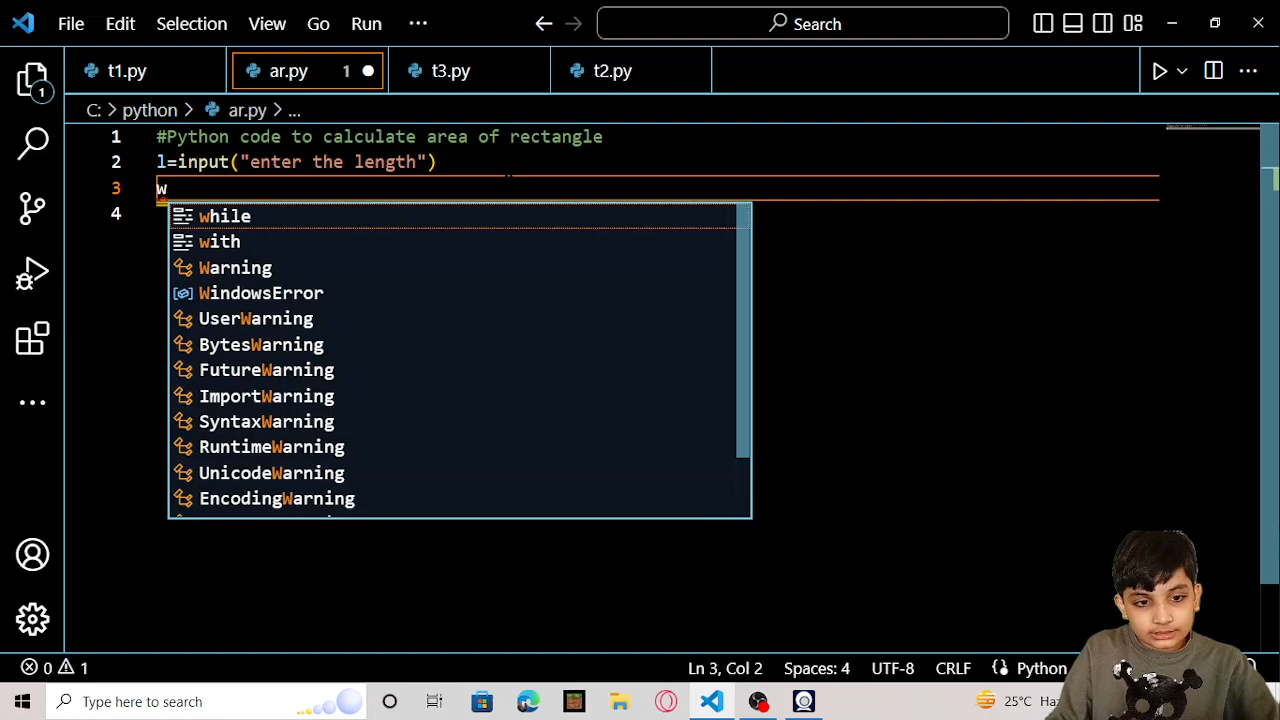 File Edit Selection View Go Run ··· Search
t1.py ar.py 1 t3.py t2.py
C: > python > ar.py > ...
1 #Python code to calculate area of rectangle
2 l=input("enter the length")
3 w
4
while
with
Warning
WindowsError
UserWarning
BytesWarning
FutureWarning
ImportWarning
SyntaxWarning
RuntimeWarning
UnicodeWarning
EncodingWarning
1
0 1 Ln 3, Col 2 Spaces: 4 UTF-8 CRLF Python
Type here to search 25°C